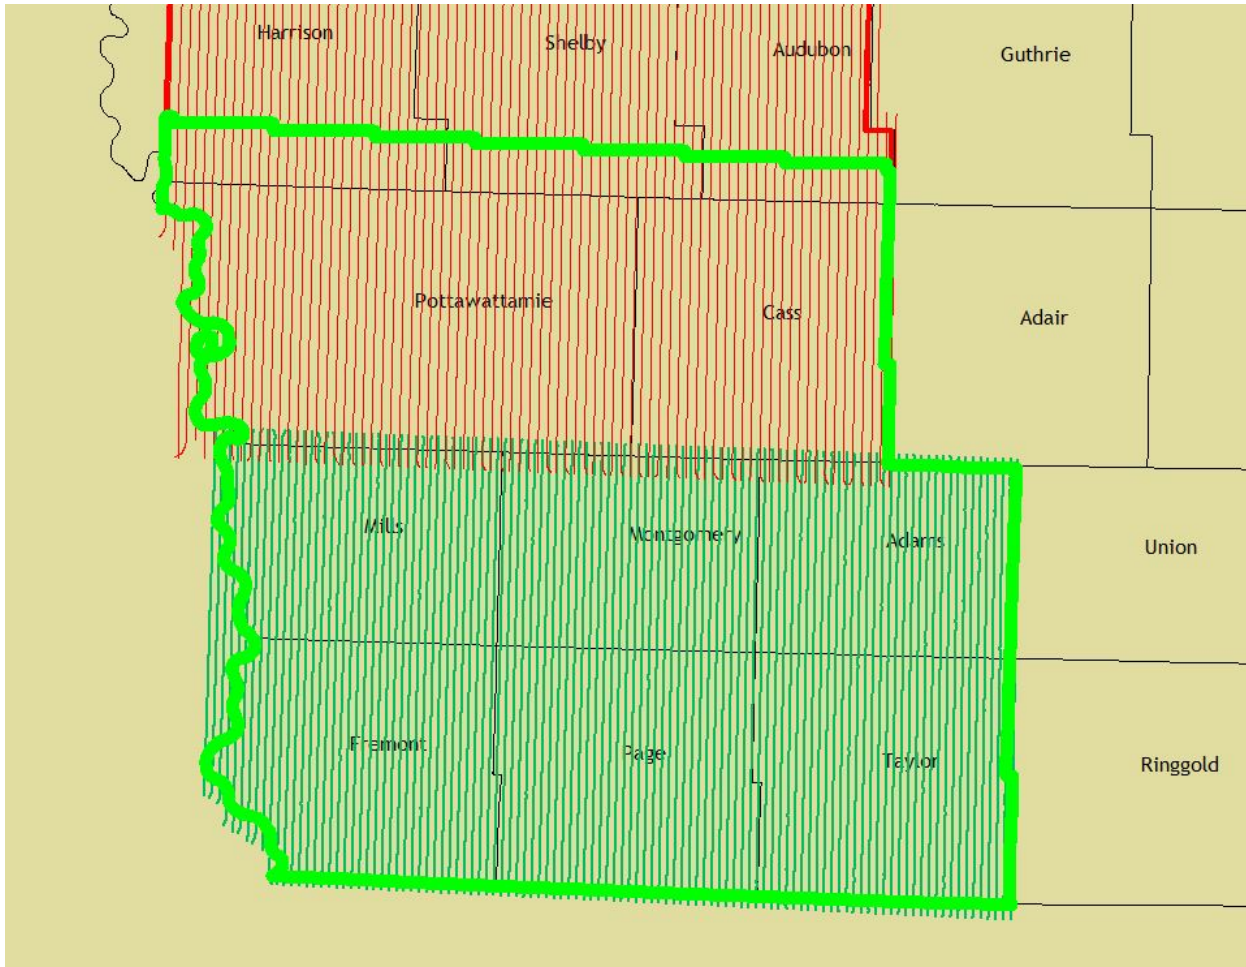 Harrison
Shelby
Audubon
Guthrie
Pottawattamie
Cass
Adair
Mills
Montgomery
Adams
Union
Fremont
Page
Taylor
Ringgold